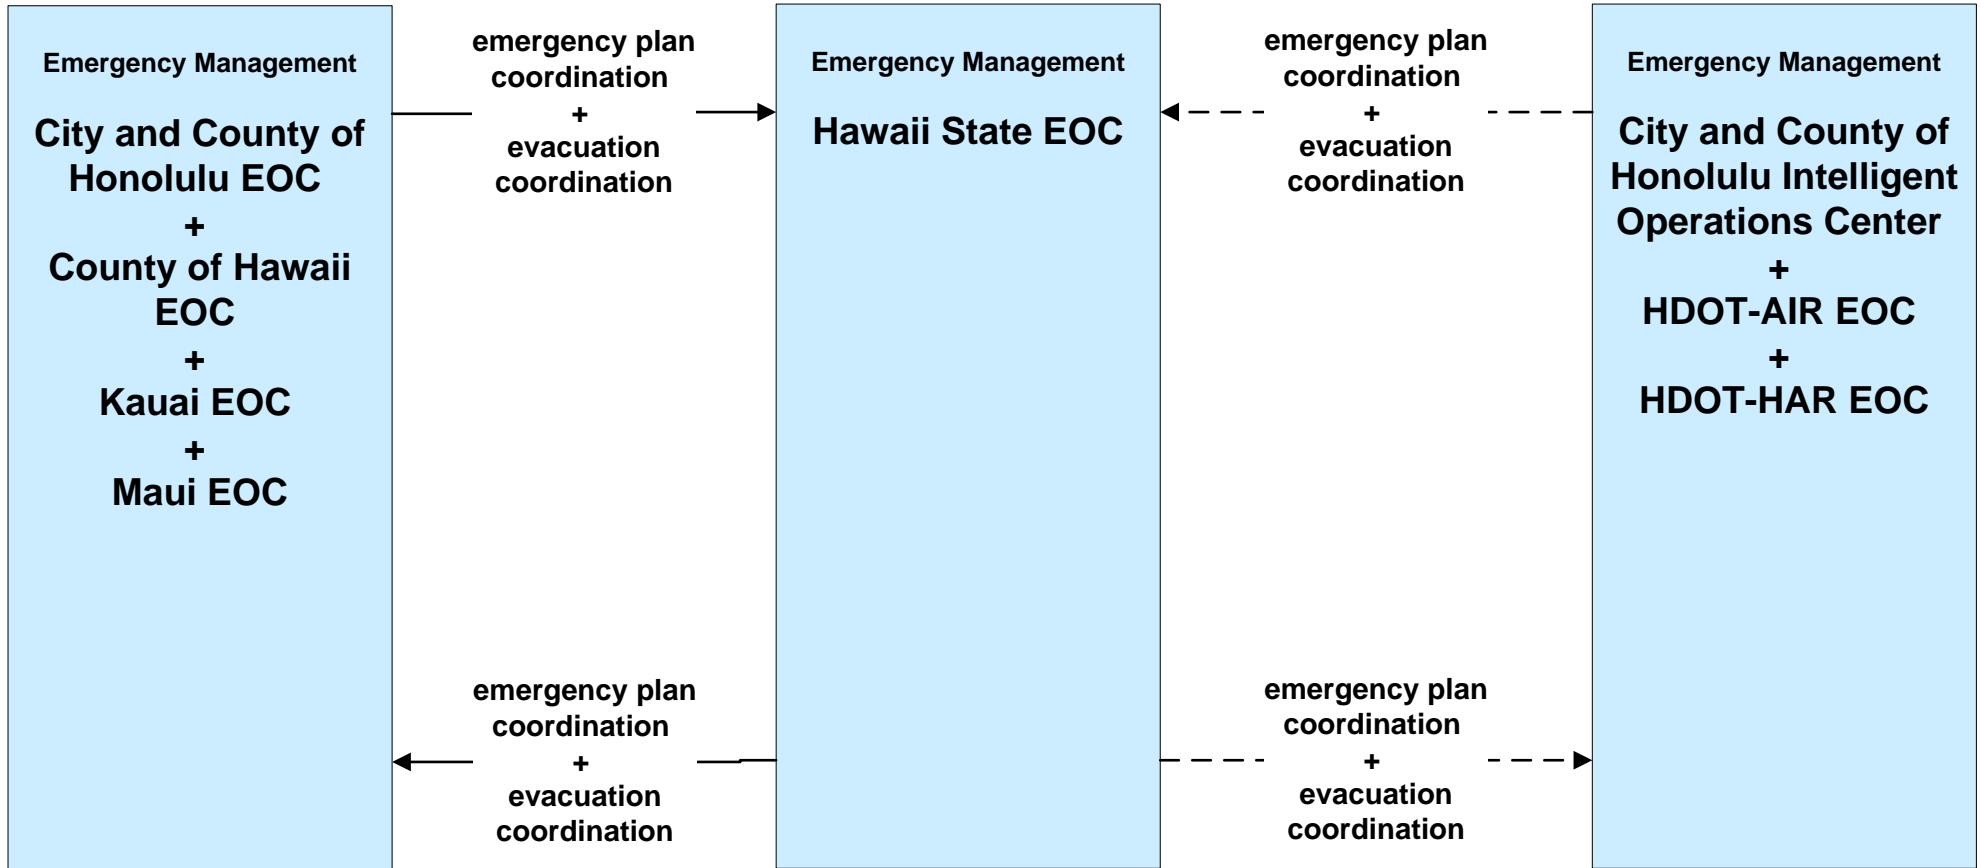 Emergency Management
City and County of
Honolulu EOC
+
County of Hawaii
EOC
+
Kauai EOC
+
Maui EOC
emergency plan
coordination
+
evacuation
coordination
emergency plan
coordination
+
evacuation
coordination
Emergency Management
Hawaii State EOC
emergency plan
coordination
+
evacuation
coordination
emergency plan
coordination
+
evacuation
coordination
Emergency Management
City and County of
Honolulu Intelligent
Operations Center
+
HDOT-AIR EOC
+
HDOT-HAR EOC